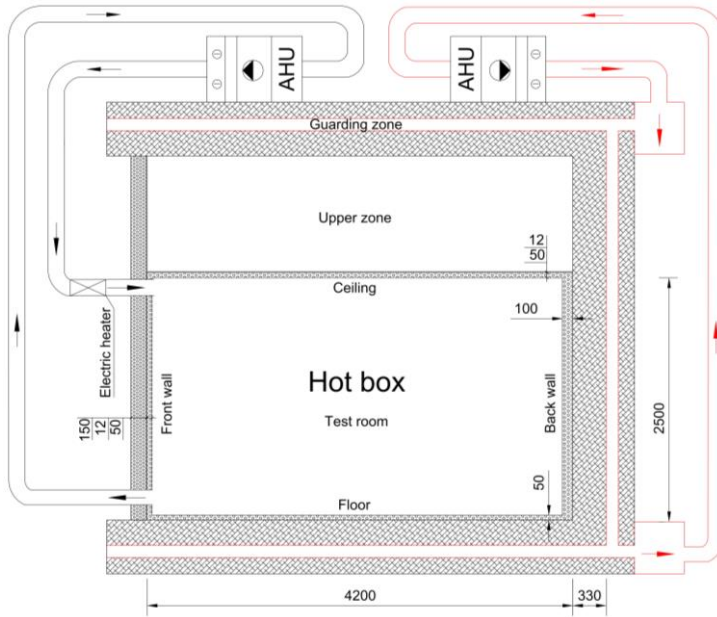 AHU
AHU
Guarding zone
Upper zone
12
50
Ceiling
100
Electric heater
Front wall
Hot box
Back wall
2500
Test room
150
12
50
50
Floor
4200
330